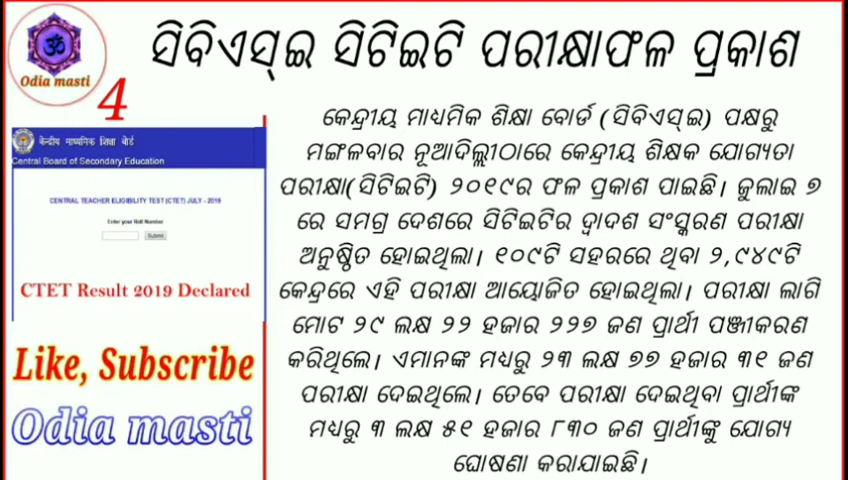 ସିବିଏସ୍ଇ ସିଟିଇଟି ପରୀକ୍ଷାଫଳ ପ୍ରକାଶ
ॐ
Odia masti
4
केन्द्रीय माध्यमिक शिक्षा बोर्ड
Central Board of Secondary Education
CENTRAL TEACHER ELIGIBILITY TEST (CTET) JULY - 2019
Enter your Roll Number
Submit
CTET Result 2019 Declared
Like, Subscribe
Odia masti
କେନ୍ଦ୍ରୀୟ ମାଧ୍ୟମିକ ଶିକ୍ଷା ବୋର୍ଡ (ସିବିଏସ୍ଇ) ପକ୍ଷରୁ
ମଙ୍ଗଳବାର ନୂଆଦିଲ୍ଲୀଠାରେ କେନ୍ଦ୍ରୀୟ ଶିକ୍ଷକ ଯୋଗ୍ୟତା
ପରୀକ୍ଷା(ସିଟିଇଟି) ୨୦୧୯ର ଫଳ ପ୍ରକାଶ ପାଇଛି। ଜୁଲାଇ ୭
ରେ ସମଗ୍ର ଦେଶରେ ସିଟିଇଟିର ଦ୍ୱାଦଶ ସଂସ୍କରଣ ପରୀକ୍ଷା
ଅନୁଷ୍ଠିତ ହୋଇଥିଲା। ୧୦୯ଟି ସହରରେ ଥିବା ୨,୯୪୯ଟି
କେନ୍ଦ୍ରରେ ଏହି ପରୀକ୍ଷା ଆୟୋଜିତ ହୋଇଥିଲା। ପରୀକ୍ଷା ଲାଗି
ମୋଟ ୨୯ ଲକ୍ଷ ୨୨ ହଜାର ୨୨୭ ଜଣ ପ୍ରାର୍ଥୀ ପଞ୍ଜୀକରଣ
କରିଥିଲେ। ଏମାନଙ୍କ ମଧ୍ୟରୁ ୨୩ ଲକ୍ଷ ୭୭ ହଜାର ୩୧ ଜଣ
ପରୀକ୍ଷା ଦେଇଥିଲେ। ତେବେ ପରୀକ୍ଷା ଦେଇଥିବା ପ୍ରାର୍ଥୀଙ୍କ
ମଧ୍ୟରୁ ୩ ଲକ୍ଷ ୫୧ ହଜାର ୮୩୦ ଜଣ ପ୍ରାର୍ଥୀଙ୍କୁ ଯୋଗ୍ୟ
ଘୋଷଣା କରାଯାଇଛି।